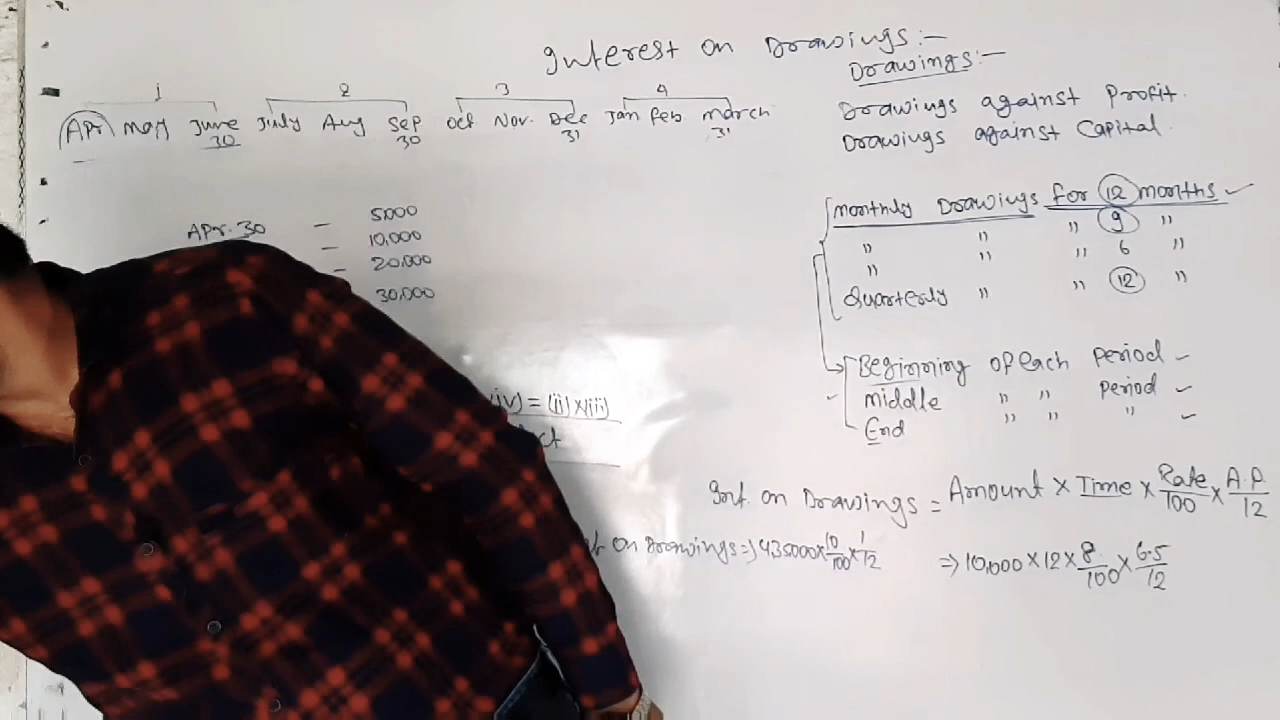 Interest on Drawings:-
Drawings:-
1 2 3 4
Apr May June July Aug Sep Oct Nov. Dec Jan Feb March
30 30 31 31
Drawings against Profit.
Drawings against Capital.
Apr. 30 - 5000
- 10,000
- 20,000
30,000
Monthly Drawings for 12 months ✓
" " " 9 "
" " " 6 "
Quarterly " " 12 "
Beginning of each period -
Middle " " Period -
End " " " -
(iv) = (ii) x (iii)
Int. on Drawings = Amount × Time × Rate/100 × A.P./12
on Drawings => 435000 × 10/100 × 1/12
=> 10,000 × 12 × 8/100 × 6.5/12